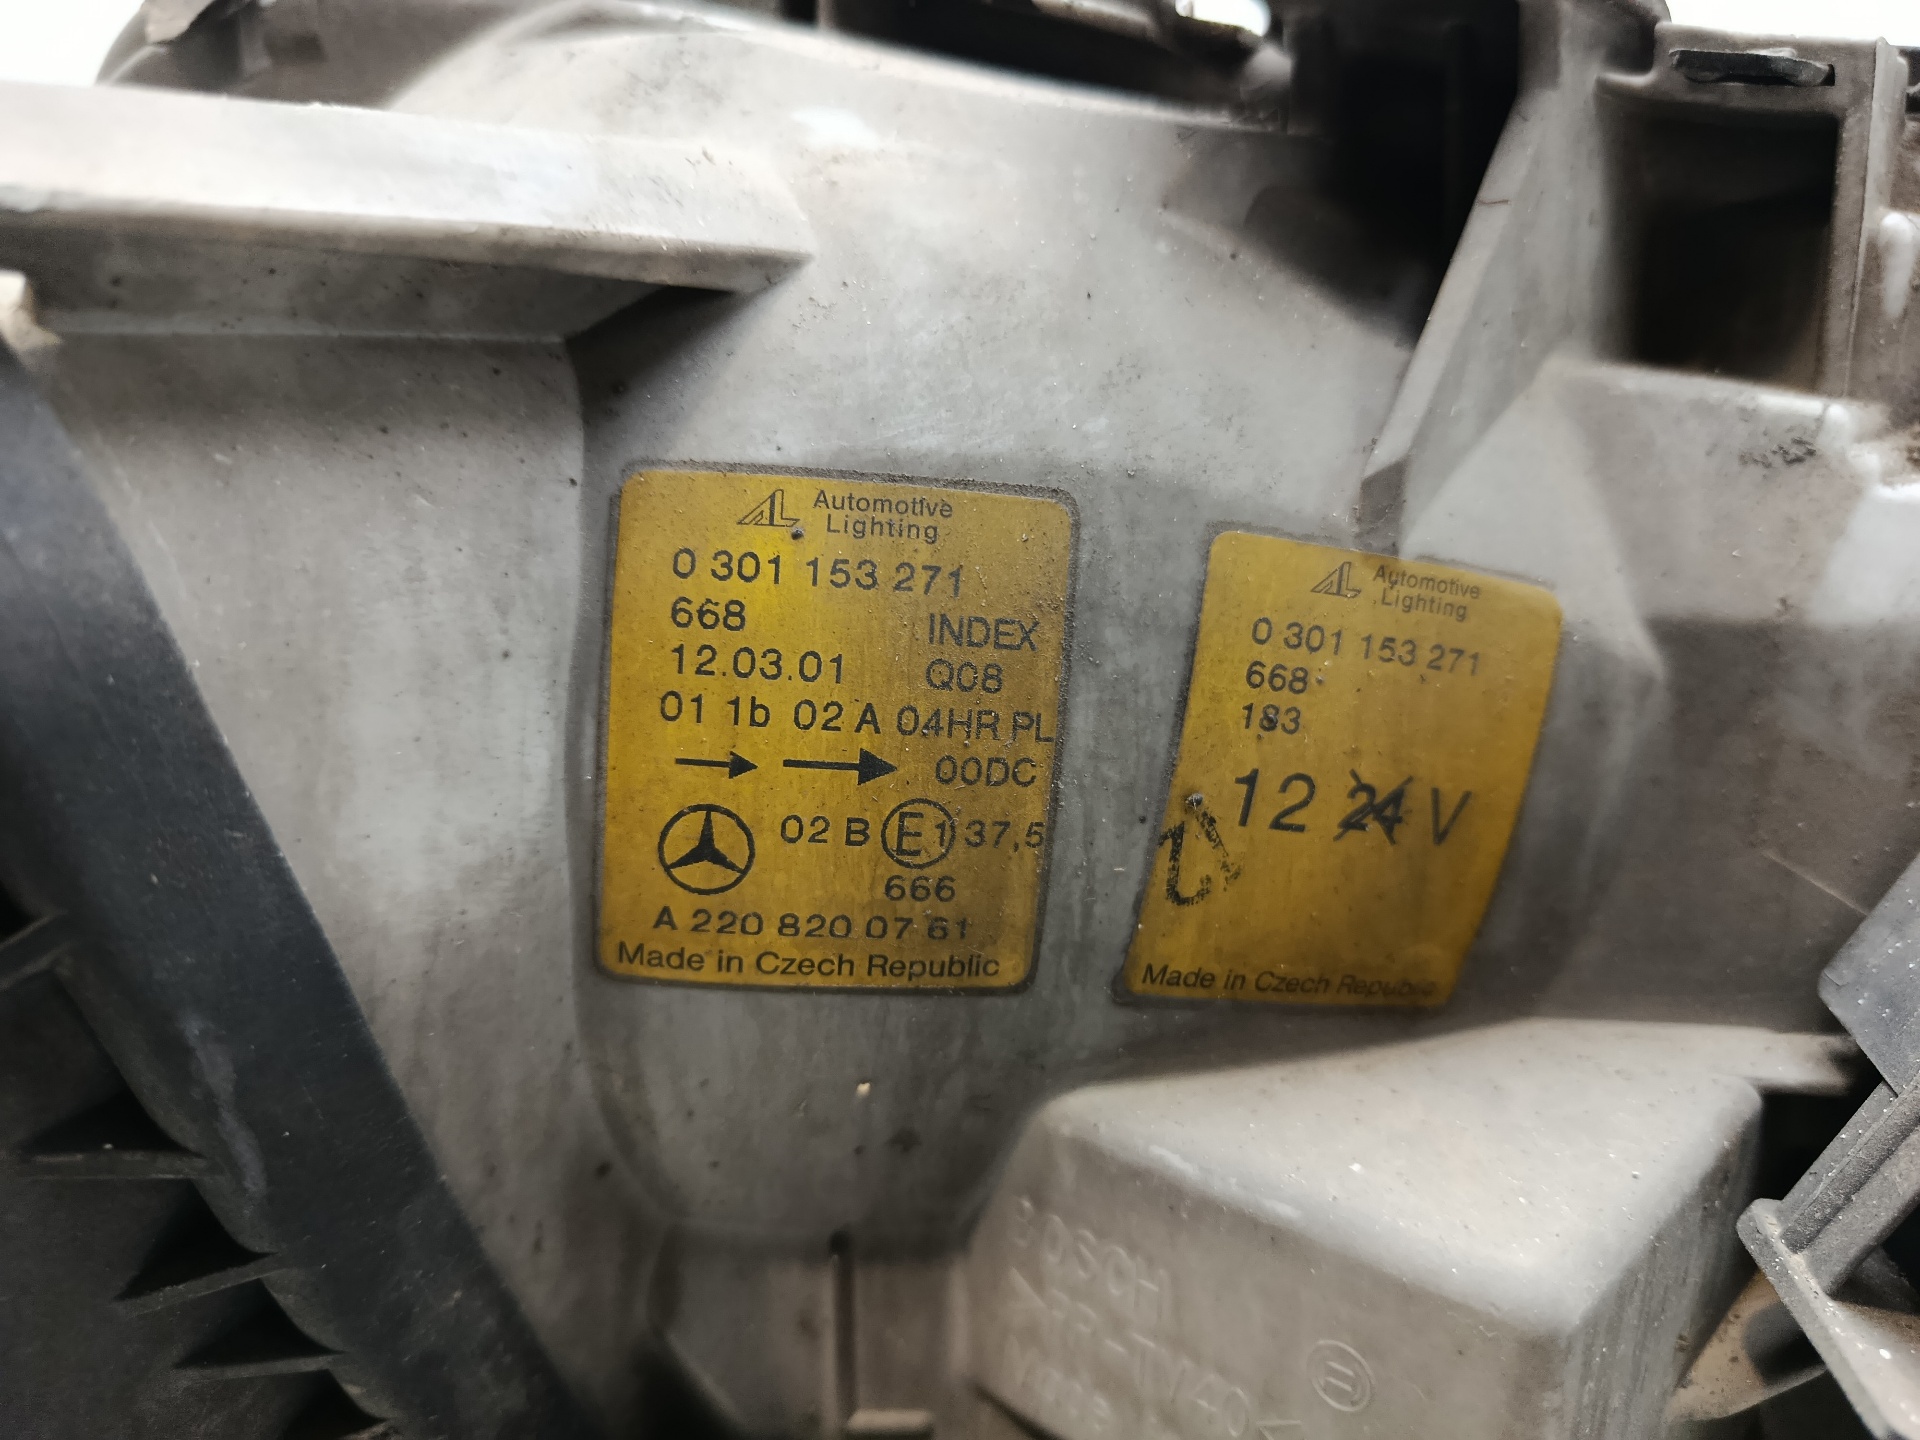 Automotive
Lighting
0 301 153 271
668 INDEX
12.03.01 Q08
01 1b 02 A 04HR PL
00DC
02 B E1 37,5
666
A 220 820 07 61
Made in Czech Republic
Automotive
Lighting
0 301 153 271
668
183
12 24 V
Made in Czech Republic
BOSCH